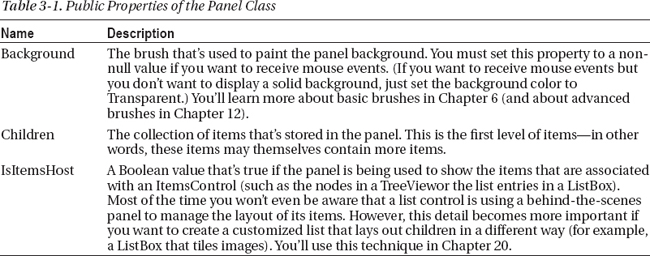 Table 3-1. Public Properties of the Panel Class
Name Description
Background The brush that's used to paint the panel background. You must set this property to a non-
null value if you want to receive mouse events. (If you want to receive mouse events but
you don't want to display a solid background, just set the background color to
Transparent.) You'll learn more about basic brushes in Chapter 6 (and about advanced
brushes in Chapter 12).
Children The collection of items that's stored in the panel. This is the first level of items—in other
words, these items may themselves contain more items.
IsItemsHost A Boolean value that's true if the panel is being used to show the items that are associated
with an ItemsControl (such as the nodes in a TreeViewor the list entries in a ListBox).
Most of the time you won't even be aware that a list control is using a behind-the-scenes
panel to manage the layout of its items. However, this detail becomes more important if
you want to create a customized list that lays out children in a different way (for example,
a ListBox that tiles images). You'll use this technique in Chapter 20.